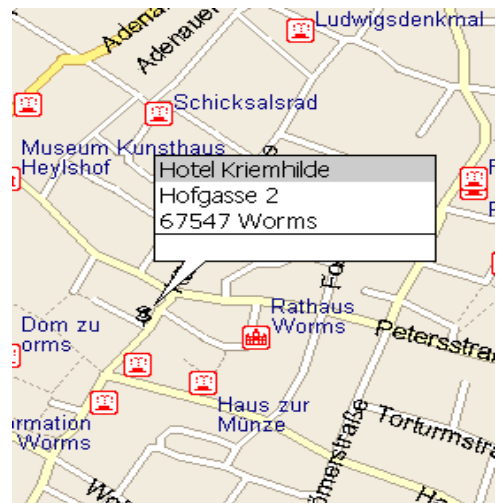 Ludwigsdenkmal
Adenauer
Adenauer
Schicksalsrad
Museum Kunsthaus
Heylshof
Hotel Kriemhilde
Hofgasse 2
67547 Worms
Rathaus
Worms
Dom zu
orms
Petersstra
Haus zur
Münze
rmation
Worms
Torturmstr
ömerstraße